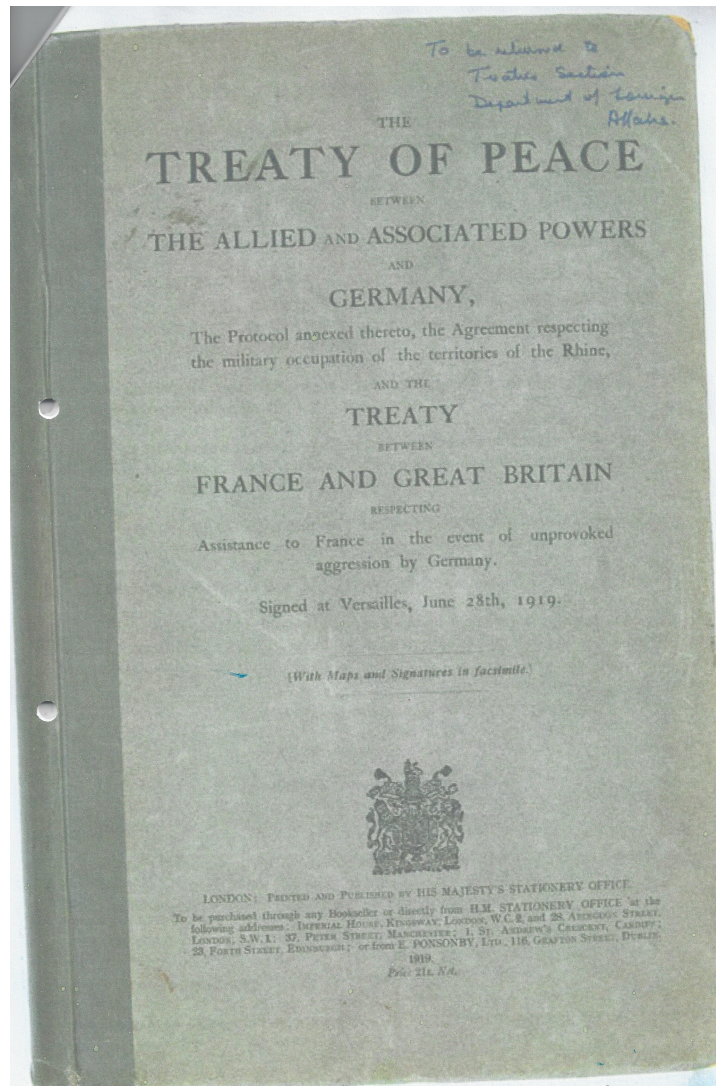 To be returned to
Treaties Section
Department of Foreign
Affairs.
THE
TREATY OF PEACE
BETWEEN
THE ALLIED AND ASSOCIATED POWERS
AND
GERMANY,
The Protocol annexed thereto, the Agreement respecting
the military occupation of the territories of the Rhine,
AND THE
TREATY
BETWEEN
FRANCE AND GREAT BRITAIN
RESPECTING
Assistance to France in the event of unprovoked
aggression by Germany.
Signed at Versailles, June 28th, 1919.
[With Maps and Signatures in facsimile.]
LONDON: PRINTED AND PUBLISHED BY HIS MAJESTY'S STATIONERY OFFICE.
To be purchased through any Bookseller or directly from H.M. STATIONERY OFFICE at the
following addresses: IMPERIAL HOUSE, KINGSWAY, LONDON, W.C. 2, and 28, ABINGDON STREET,
LONDON, S.W. 1; 37, PETER STREET, MANCHESTER; 1, ST. ANDREW'S CRESCENT, CARDIFF;
23, FORTH STREET, EDINBURGH; or from E. PONSONBY, LTD., 116, GRAFTON STREET, DUBLIN.
1919.
Price 21s. Net.